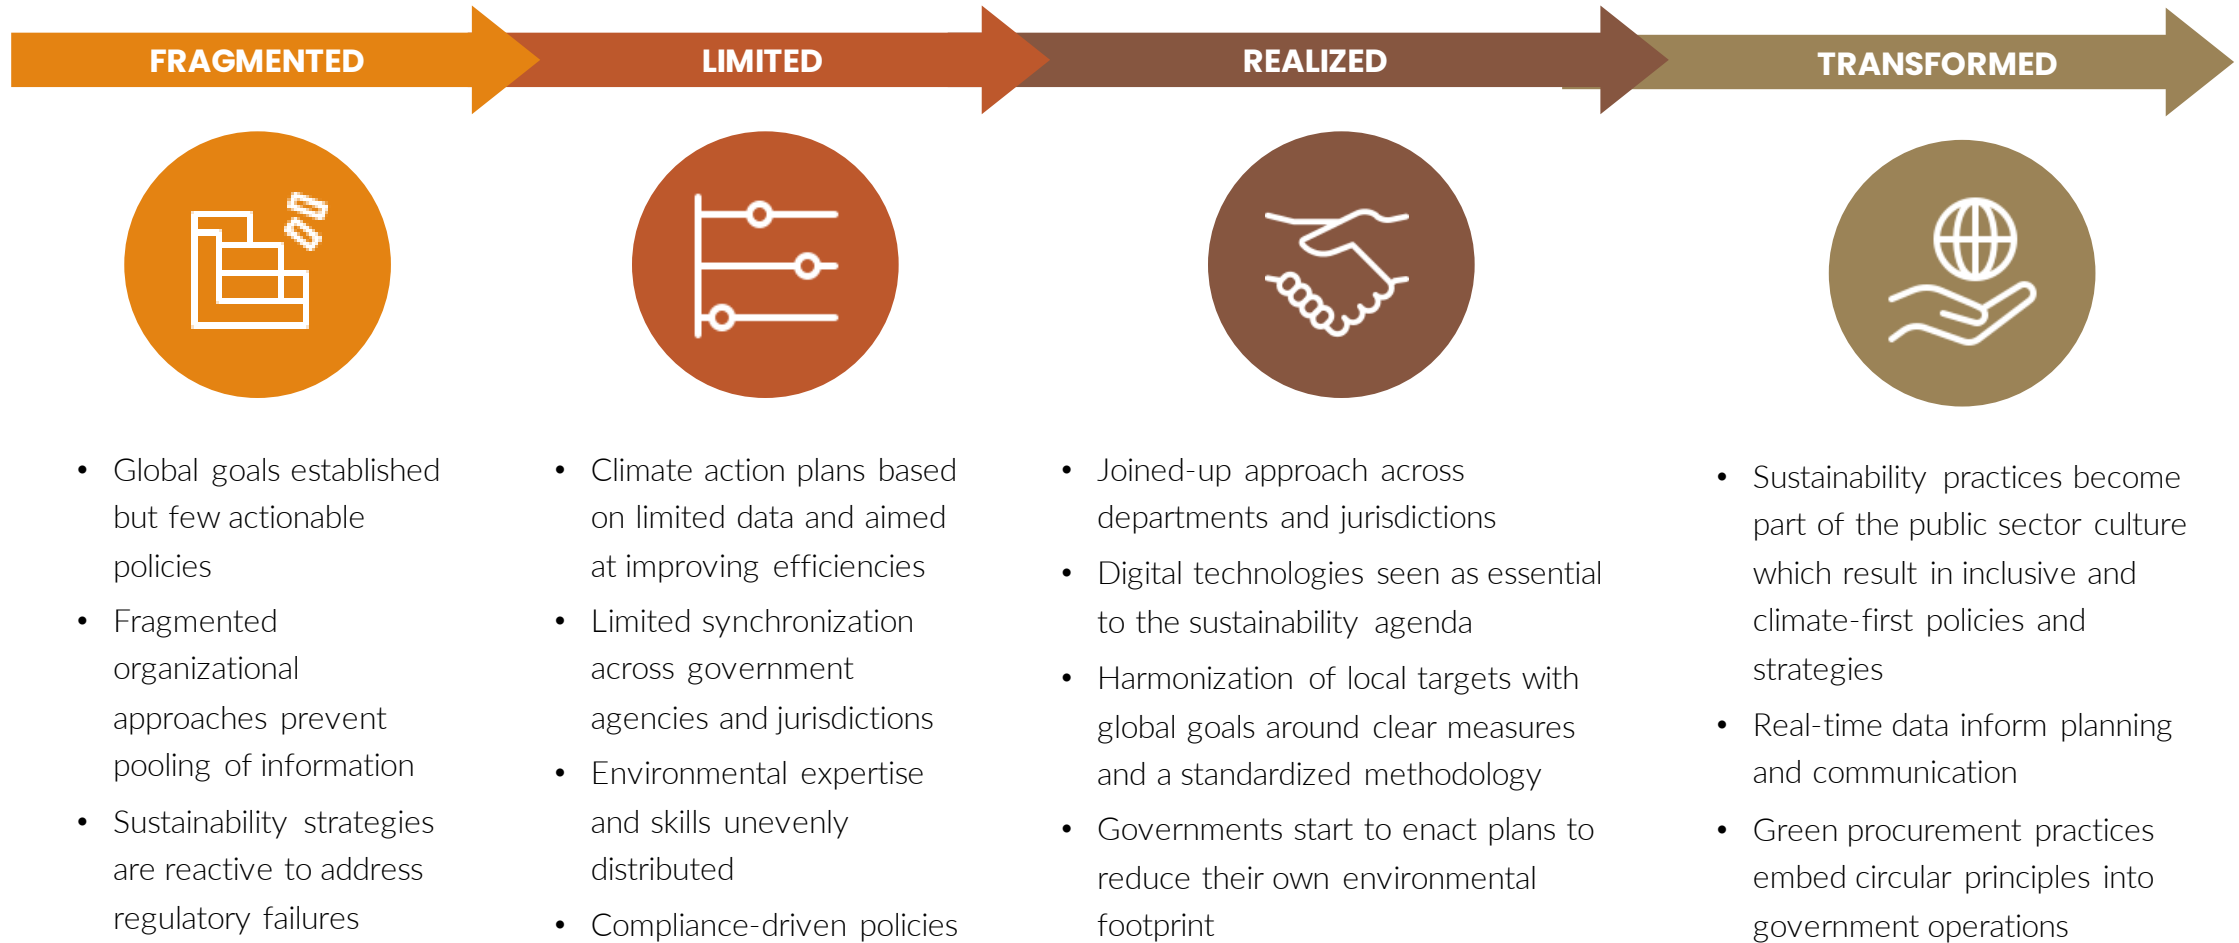 FRAGMENTED
LIMITED
REALIZED
TRANSFORMED
• Global goals established
but few actionable
policies
• Fragmented
organizational
approaches prevent
pooling of information
• Sustainability strategies
are reactive to address
regulatory failures
• Climate action plans based
on limited data and aimed
at improving efficiencies
• Limited synchronization
across government
agencies and jurisdictions
• Environmental expertise
and skills unevenly
distributed
• Compliance-driven policies
• Joined-up approach across
departments and jurisdictions
• Digital technologies seen as essential
to the sustainability agenda
• Harmonization of local targets with
global goals around clear measures
and a standardized methodology
• Governments start to enact plans to
reduce their own environmental
footprint
• Sustainability practices become
part of the public sector culture
which result in inclusive and
climate-first policies and
strategies
• Real-time data inform planning
and communication
• Green procurement practices
embed circular principles into
government operations